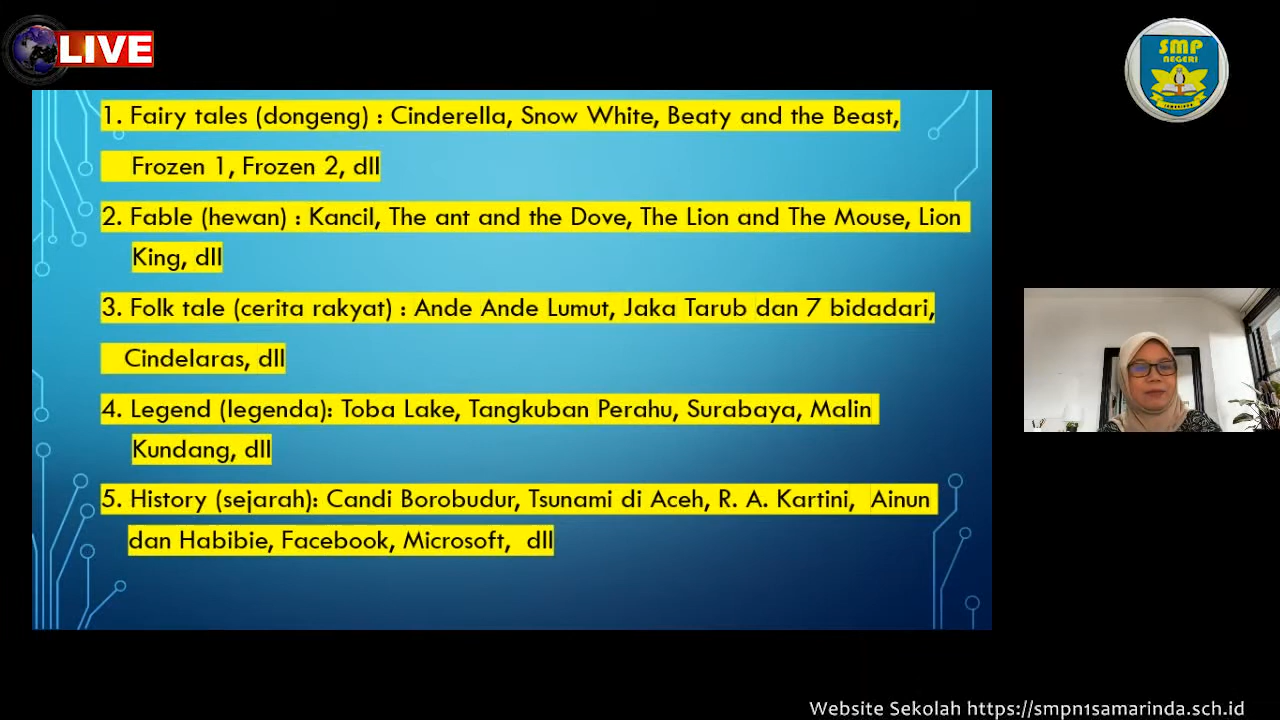 LIVE
SMP
NEGERI
1. Fairy tales (dongeng) : Cinderella, Snow White, Beaty and the Beast,
Frozen 1, Frozen 2, dll
2. Fable (hewan) : Kancil, The ant and the Dove, The Lion and The Mouse, Lion
King, dll
3. Folk tale (cerita rakyat) : Ande Ande Lumut, Jaka Tarub dan 7 bidadari,
Cindelaras, dll
4. Legend (legenda): Toba Lake, Tangkuban Perahu, Surabaya, Malin
Kundang, dll
5. History (sejarah): Candi Borobudur, Tsunami di Aceh, R. A. Kartini, Ainun
dan Habibie, Facebook, Microsoft, dll
Website Sekolah https://smpn1samarinda.sch.id